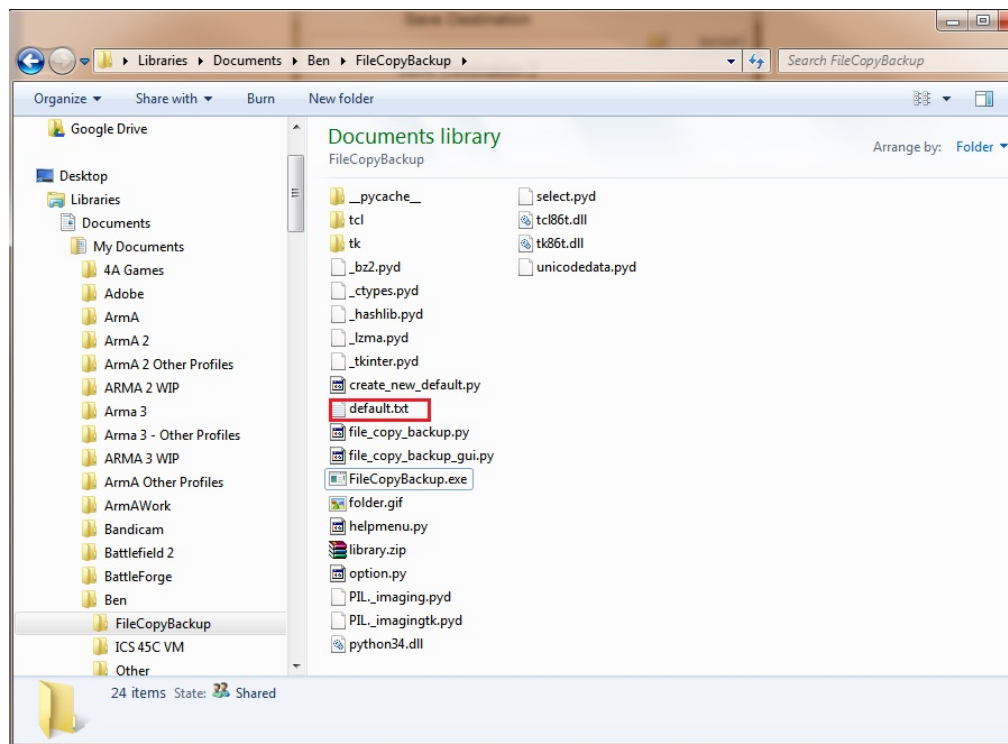 Save Destination
Libraries Documents Ben FileCopyBackup
Search FileCopyBackup
Organize Share with Burn New folder
Google Drive
Desktop
Libraries
Documents
My Documents
4A Games
Adobe
ArmA
ArmA 2
ArmA 2 Other Profiles
ARMA 2 WIP
Arma 3
Arma 3 - Other Profiles
ARMA 3 WIP
ArmA Other Profiles
ArmAWork
Bandicam
Battlefield 2
BattleForge
Ben
FileCopyBackup
ICS 45C VM
Other
Documents library
FileCopyBackup
Arrange by: Folder
__pycache__
tcl
tk
_bz2.pyd
_ctypes.pyd
_hashlib.pyd
_lzma.pyd
_tkinter.pyd
create_new_default.py
default.txt
file_copy_backup.py
file_copy_backup_gui.py
FileCopyBackup.exe
folder.gif
helpmenu.py
library.zip
option.py
PIL._imaging.pyd
PIL._imagingtk.pyd
python34.dll
select.pyd
tcl86t.dll
tk86t.dll
unicodedata.pyd
24 items State: Shared